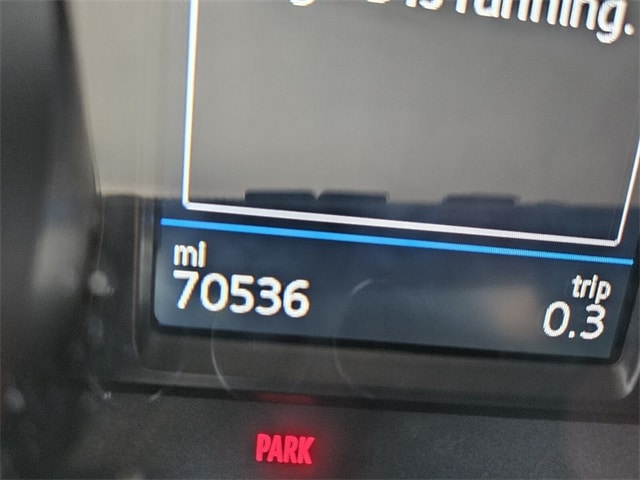 is running.
mi
70536
trip
0.3
PARK